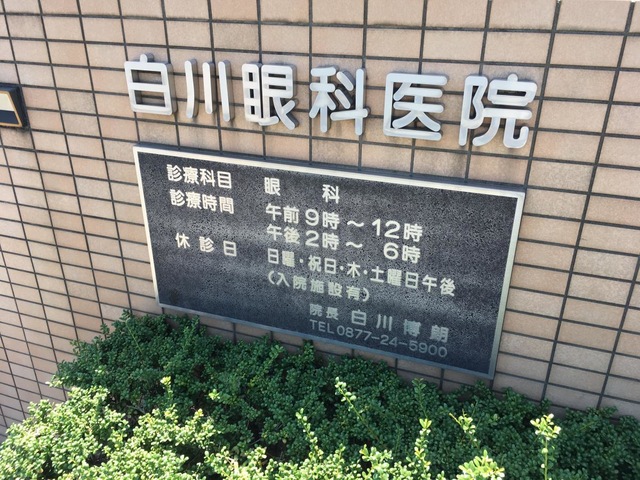 白川眼科医院
診療科目 眼科
診療時間 午前9時～12時
午後2時～6時
休診日 日曜・祝日・木・土曜日午後
(入院施設有)
院長 白川博朗
TEL0877-24-5900